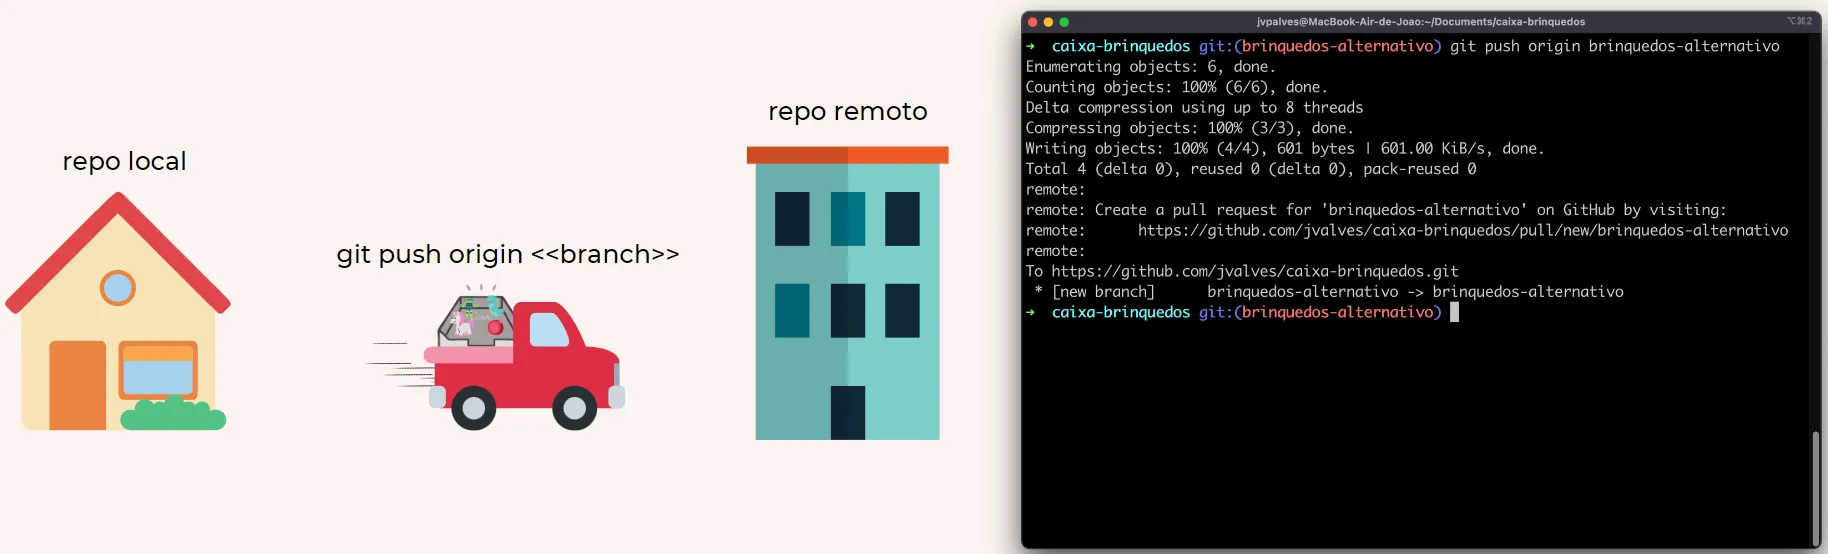 repo local
git push origin <<branch>>
repo remoto
jvpalves@MacBook-Air-de-Joao:~/Documents/caixa-brinquedos
⌥⌘2
➜  caixa-brinquedos git:(brinquedos-alternativo) git push origin brinquedos-alternativo
Enumerating objects: 6, done.
Counting objects: 100% (6/6), done.
Delta compression using up to 8 threads
Compressing objects: 100% (3/3), done.
Writing objects: 100% (4/4), 601 bytes | 601.00 KiB/s, done.
Total 4 (delta 0), reused 0 (delta 0), pack-reused 0
remote:
remote: Create a pull request for 'brinquedos-alternativo' on GitHub by visiting:
remote:      https://github.com/jvalves/caixa-brinquedos/pull/new/brinquedos-alternativo
remote:
To https://github.com/jvalves/caixa-brinquedos.git
 * [new branch]      brinquedos-alternativo -> brinquedos-alternativo
➜  caixa-brinquedos git:(brinquedos-alternativo)